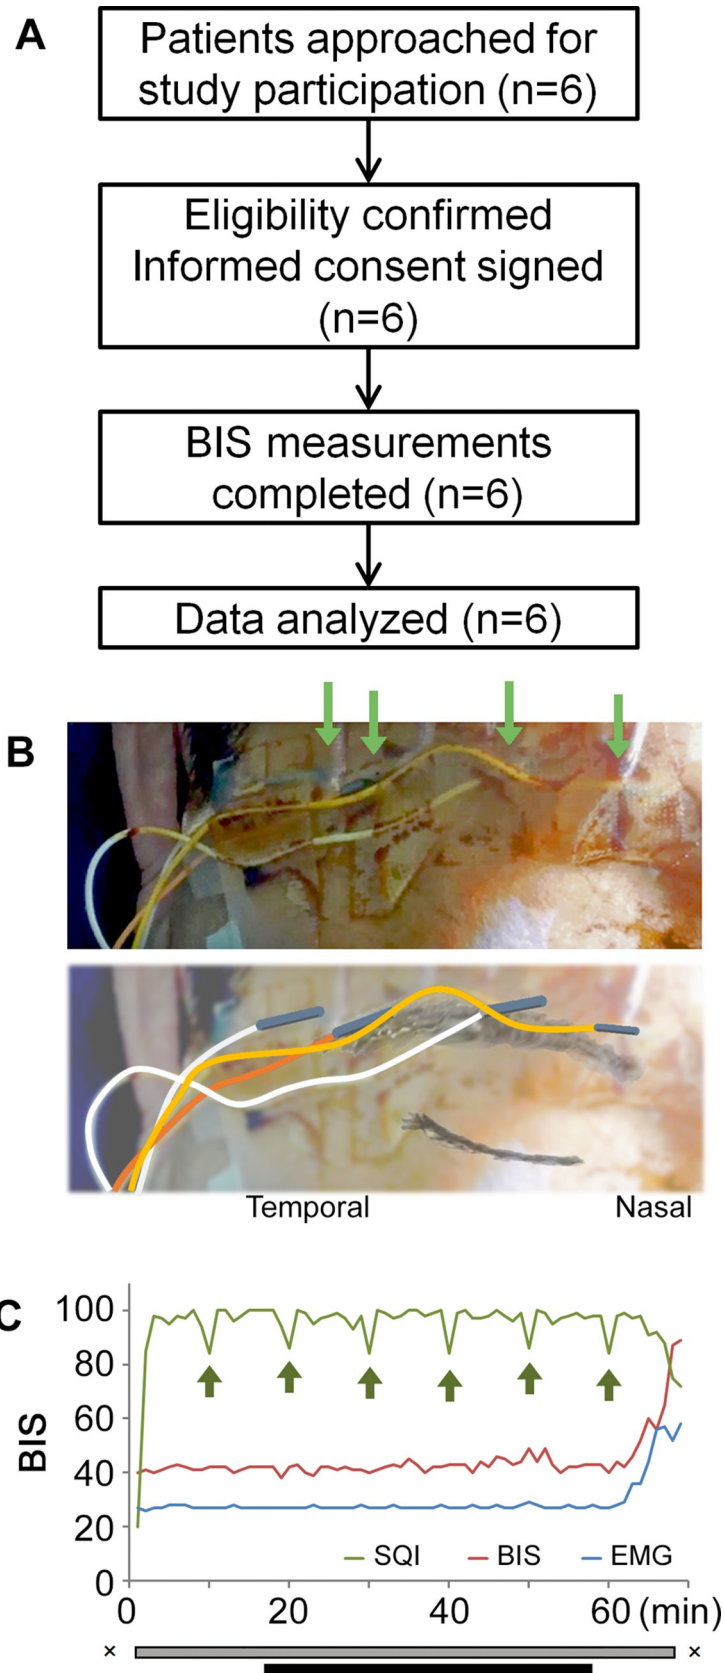 A
Patients approached for
study participation (n=6)
Eligibility confirmed
Informed consent signed
(n=6)
BIS measurements
completed (n=6)
Data analyzed (n=6)
B
Temporal
Nasal
C
BIS
100
80
60
40
20
0
SQI
BIS
EMG
0
20
40
60 (min)
×
×